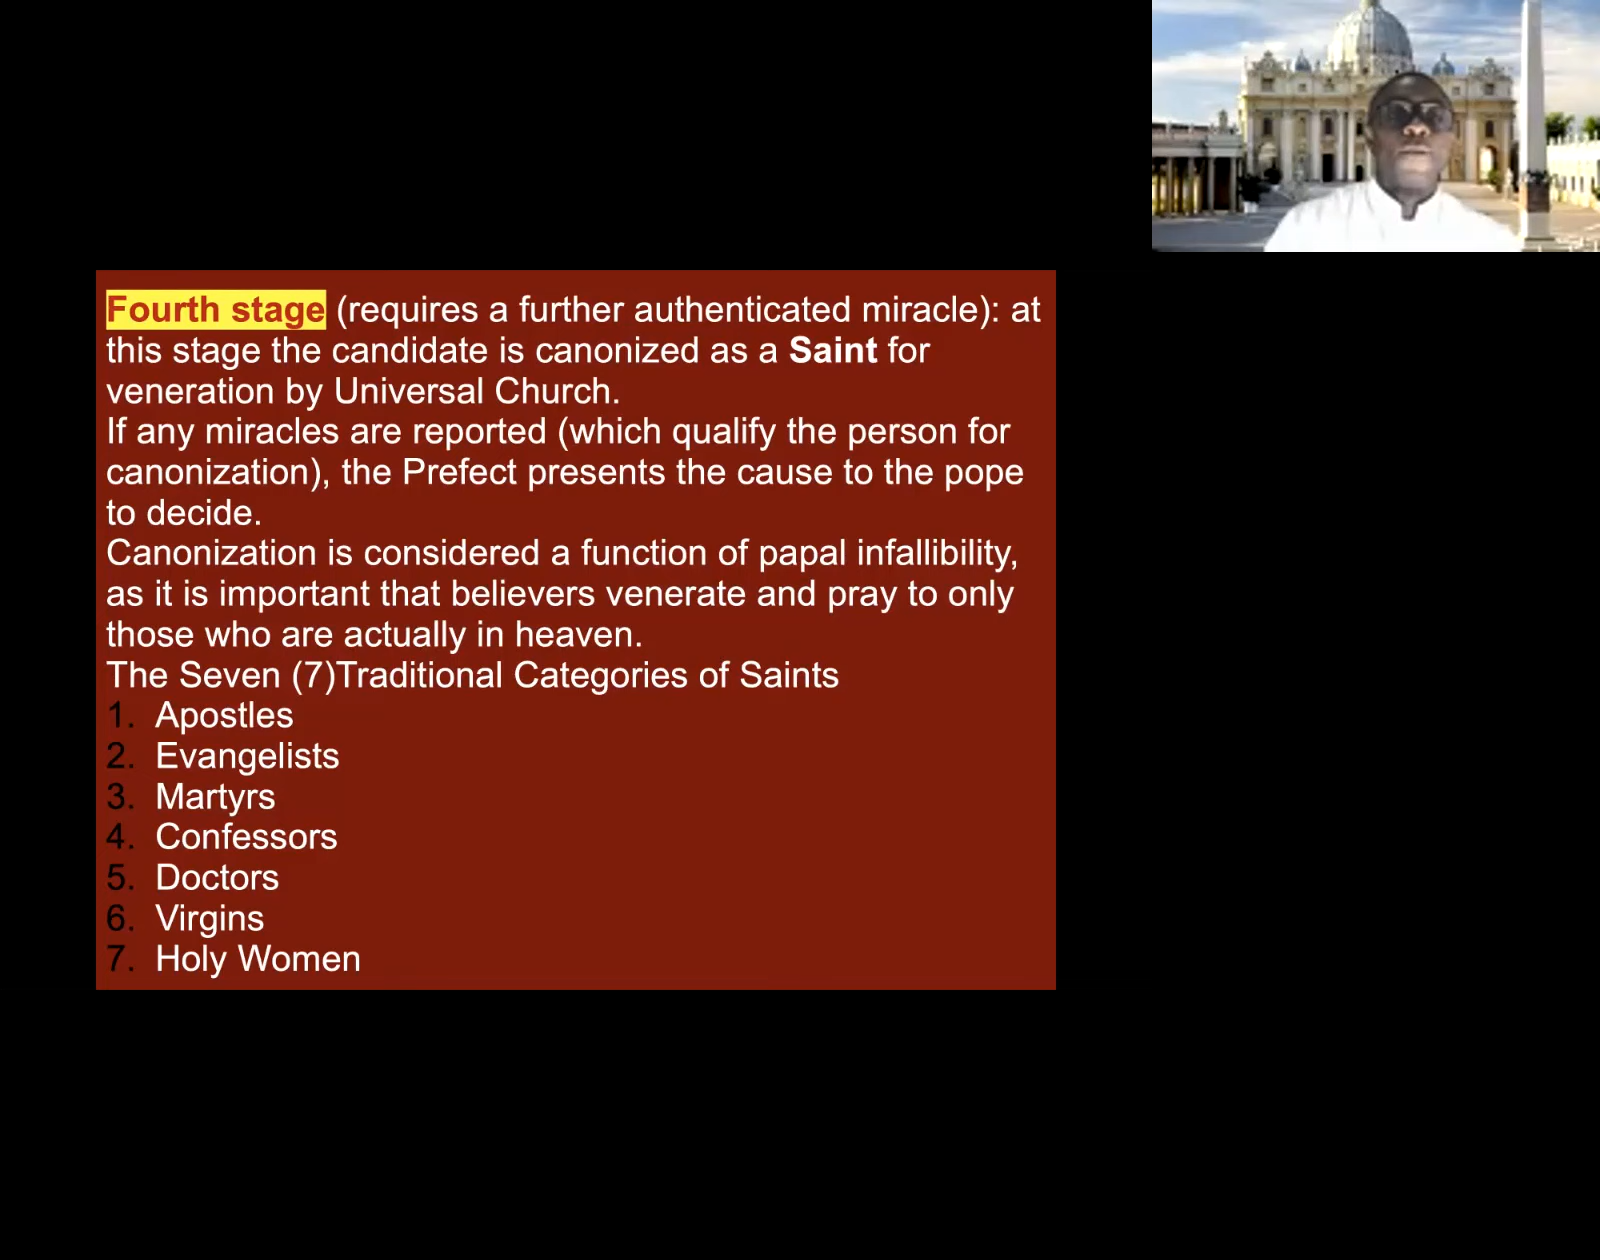 Fourth stage (requires a further authenticated miracle): at
this stage the candidate is canonized as a Saint for
veneration by Universal Church.
If any miracles are reported (which qualify the person for
canonization), the Prefect presents the cause to the pope
to decide.
Canonization is considered a function of papal infallibility,
as it is important that believers venerate and pray to only
those who are actually in heaven.
The Seven (7)Traditional Categories of Saints
1. Apostles
2. Evangelists
3. Martyrs
4. Confessors
5. Doctors
6. Virgins
7. Holy Women